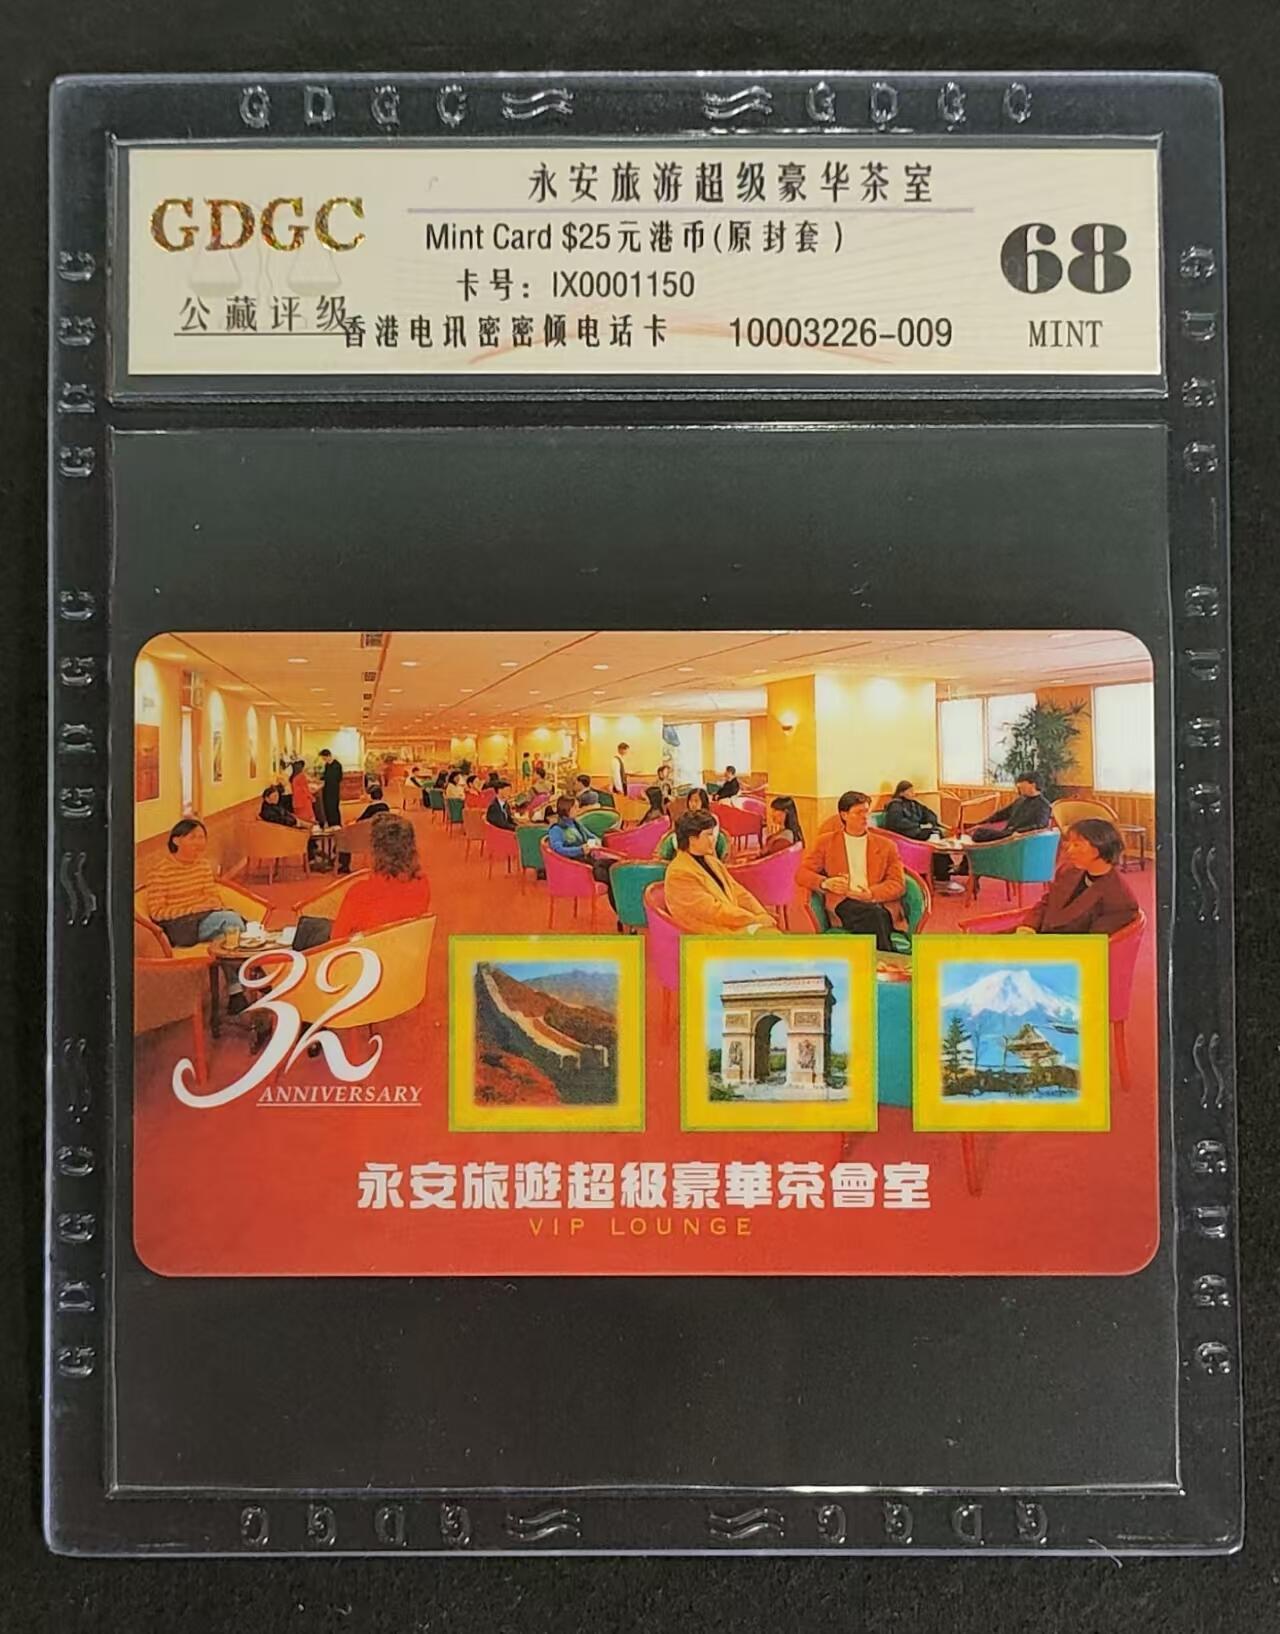 GDGC GDGC
永安旅游超级豪华茶室
GDGC
Mint Card $25元港币(原封套)
68
卡号：IX0001150
公藏评级
香港电讯密密倾电话卡 10003226-009
MINT
32
ANNIVERSARY
永安旅遊超級豪華茶會室
VIP LOUNGE